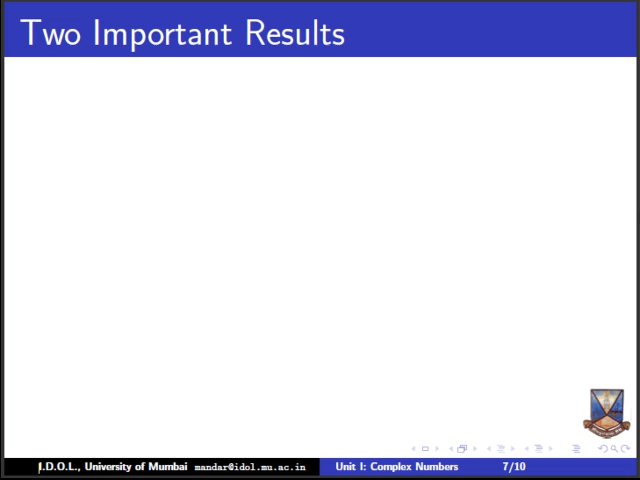 Two Important Results
I.D.O.L., University of Mumbai mandar@idol.mu.ac.in Unit I: Complex Numbers 7/10